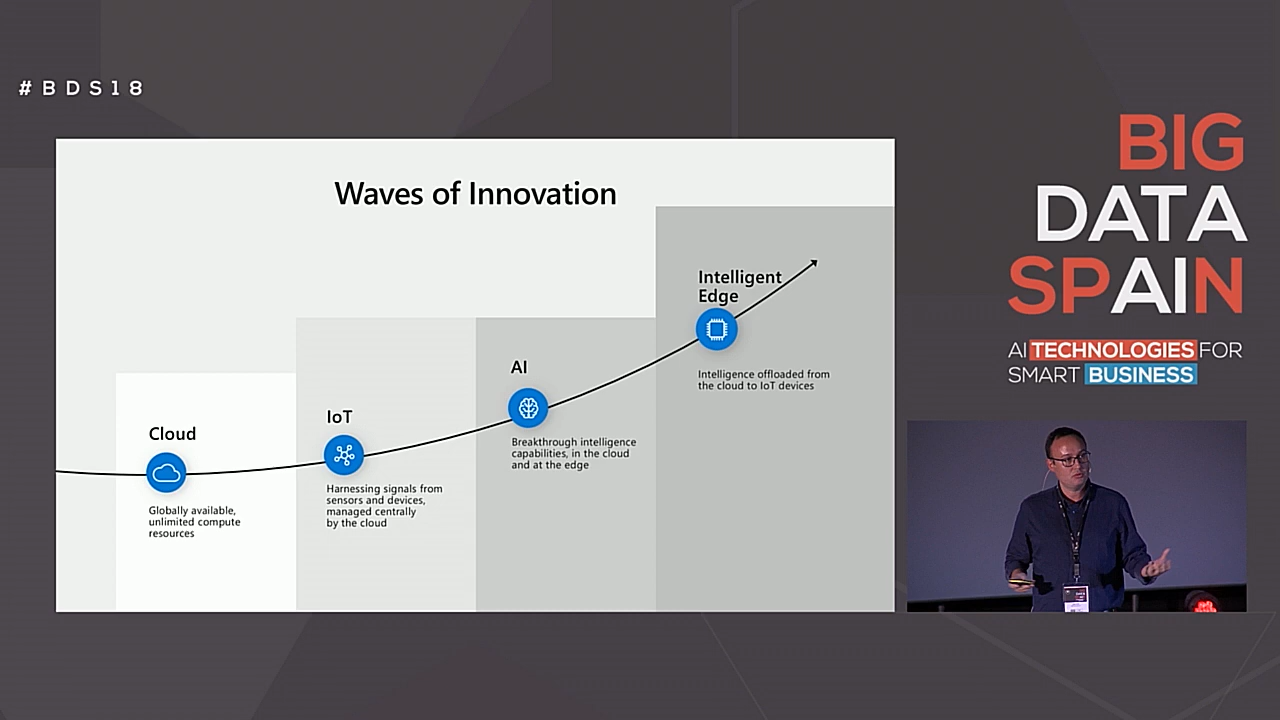 #BDS18
Waves of Innovation
Cloud
Globally available,
unlimited compute
resources
IoT
Harnessing signals from
sensors and devices,
managed centrally
by the cloud
AI
Breakthrough intelligence
capabilities, in the cloud
and at the edge
Intelligent
Edge
Intelligence offloaded from
the cloud to IoT devices
BIG
DATA
SPAIN
AI TECHNOLOGIES FOR
SMART BUSINESS